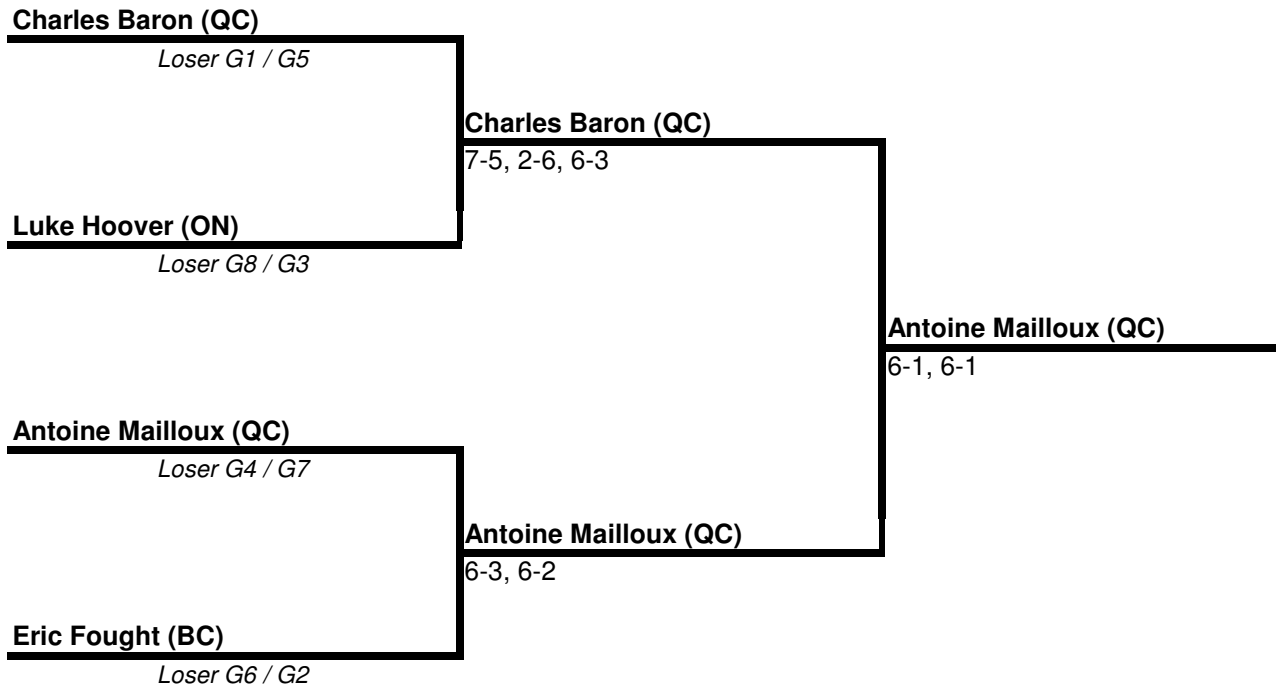 Charles Baron (QC)
Loser G1 / G5
Charles Baron (QC)
7-5, 2-6, 6-3
Luke Hoover (ON)
Loser G8 / G3
Antoine Mailloux (QC)
6-1, 6-1
Antoine Mailloux (QC)
Loser G4 / G7
Antoine Mailloux (QC)
6-3, 6-2
Eric Fought (BC)
Loser G6 / G2